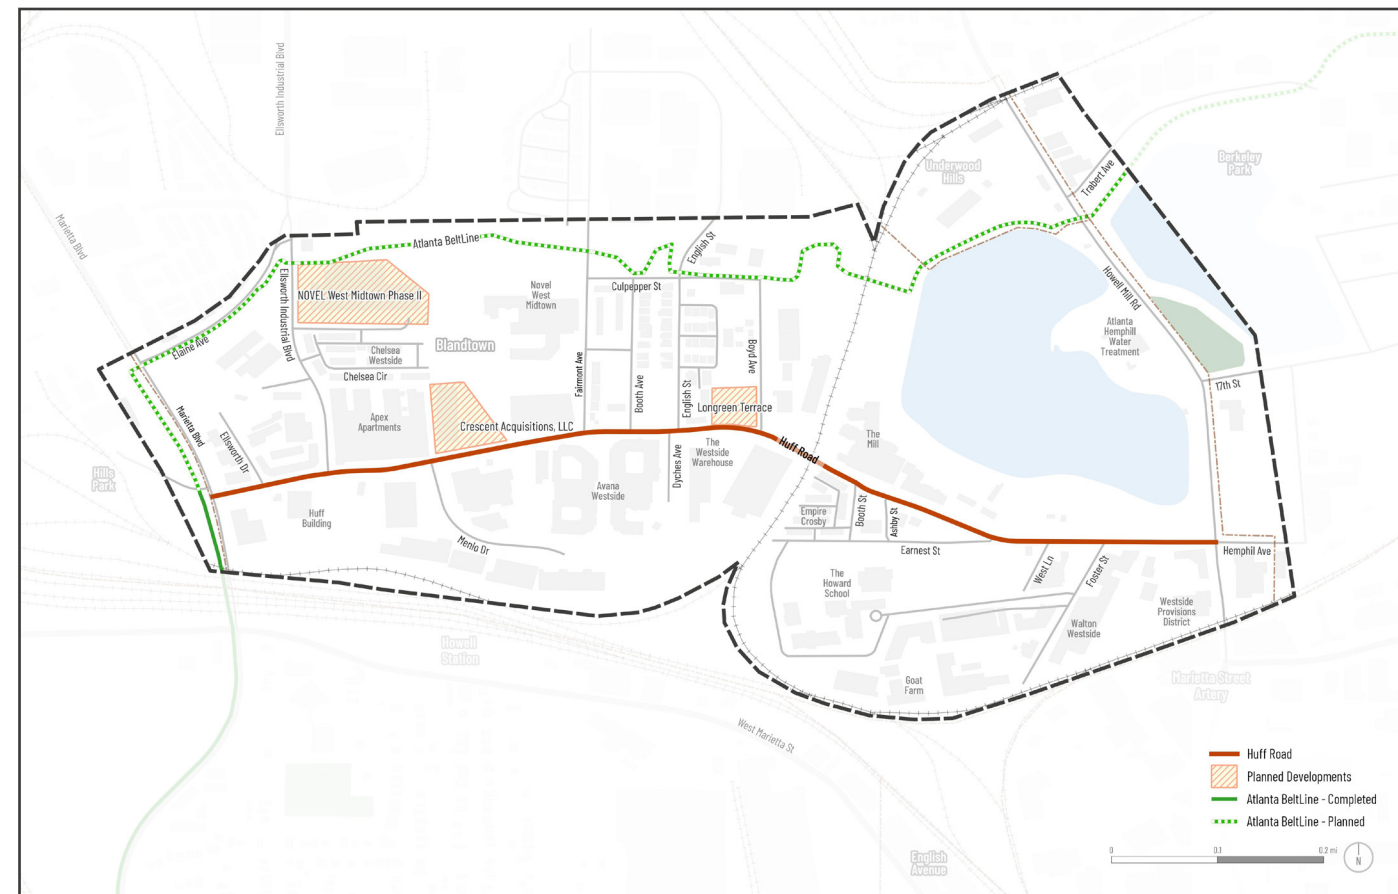 Ellsworth Industrial Blvd
Underwood
Hills
Berkeley
Park
Trabert Ave
Marietta Blvd
Atlanta BeltLine
English St
Ellsworth Industrial Blvd
NOVEL West Midtown Phase II
Novel
West
Midtown
Culpepper St
Howell Mill Rd
Atlanta
Hemphill
Water
Treatment
Elaine Ave
Chelsea
Westside
Blandtown
Chelsea Cir
Fairmont Ave
Booth Ave
English St
Boyd Ave
17th St
Marietta Blvd
Ellsworth Dr
Apex
Apartments
Crescent Acquisitions, LLC
Longreen Terrace
The
Westside
Warehouse
Huff Road
The
Mill
Hills
Park
Dyches Ave
Avana
Westside
Huff
Building
Menlo Dr
Empire
Crosby
Booth St
Ashby St
Earnest St
Hemphil Ave
West Ln
Foster St
The
Howard
School
Westside
Provisions
District
Walton
Westside
Howell
Station
Goat
Farm
Marietta Street
Artery
West Marietta St
English
Avenue
Huff Road
Planned Developments
Atlanta BeltLine - Completed
Atlanta BeltLine - Planned
0 0.1 0.2 mi
N